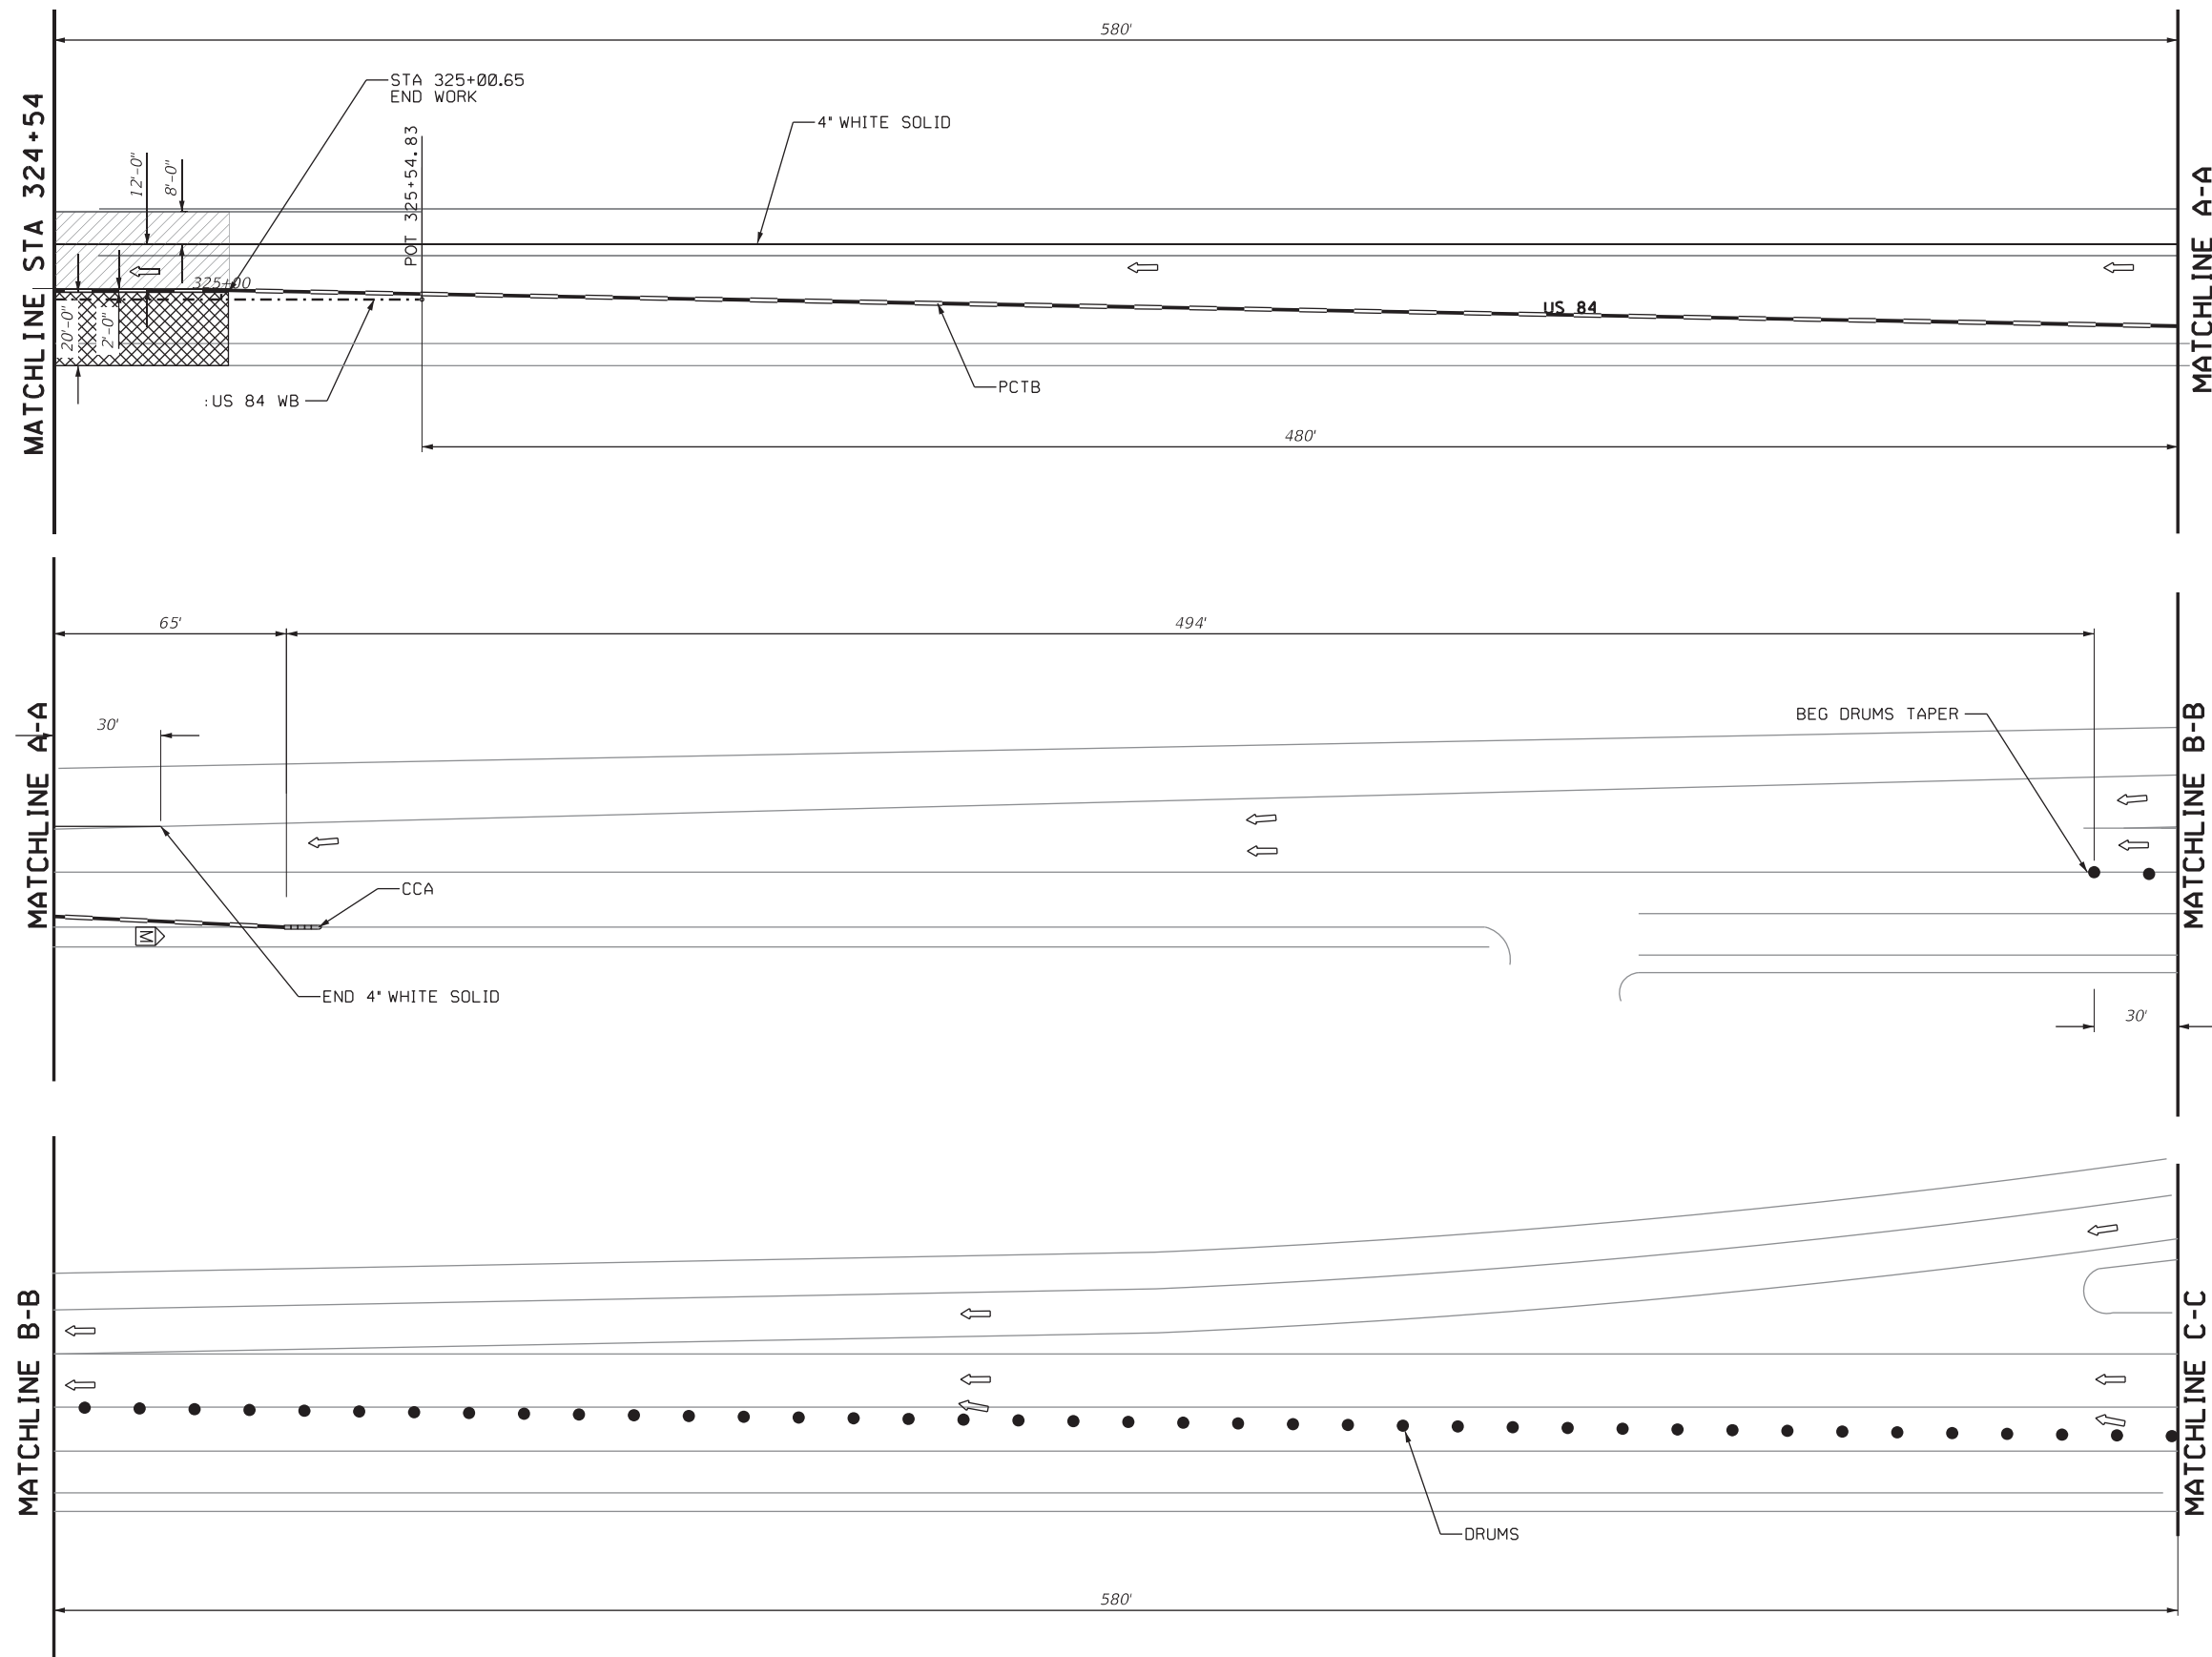 580'
STA 325+00.65
END WORK
4" WHITE SOLID
MATCHLINE STA 324+54
12'-0"
8'-0"
POT 325+54.83
MATCHLINE A-A
325+00
20'-0"
2'-0"
US 84
:US 84 WB
PCTB
480'
65'
494'
30'
BEG DRUMS TAPER
MATCHLINE A-A
MATCHLINE B-B
CCA
M
END 4" WHITE SOLID
30'
MATCHLINE B-B
MATCHLINE C-C
DRUMS
580'